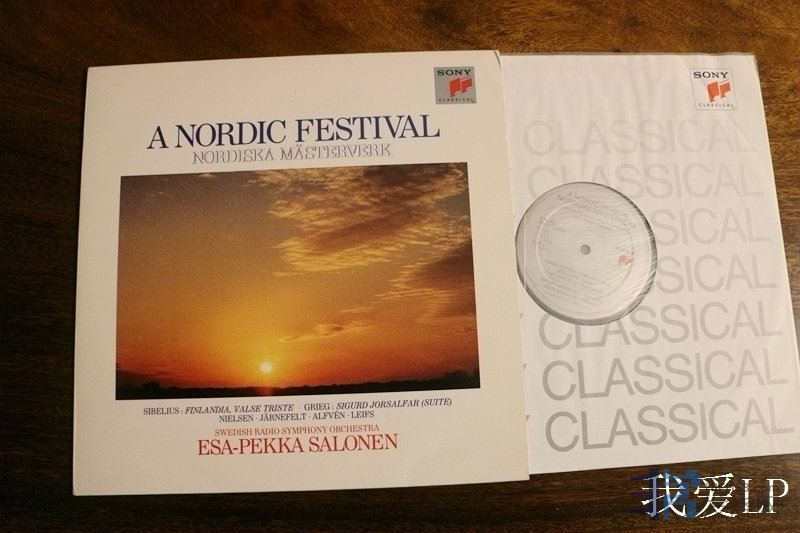 SONY
CLASSICAL
A NORDIC FESTIVAL
NORDISKA MÄSTERVERK
SIBELIUS: FINLANDIA, VALSE TRISTE · GRIEG: SIGURD JORSALFAR (SUITE)
NIELSEN · JÄRNEFELT · ALFVÉN · LEIFS
SWEDISH RADIO SYMPHONY ORCHESTRA
ESA-PEKKA SALONEN
SONY
CLASSICAL
CLASSICAL
CLASSICAL
CLASSICAL
CLASSICAL
CLASSICAL
CLASSICAL
CLASSICAL
A NORDIC FESTIVAL
我爱LP